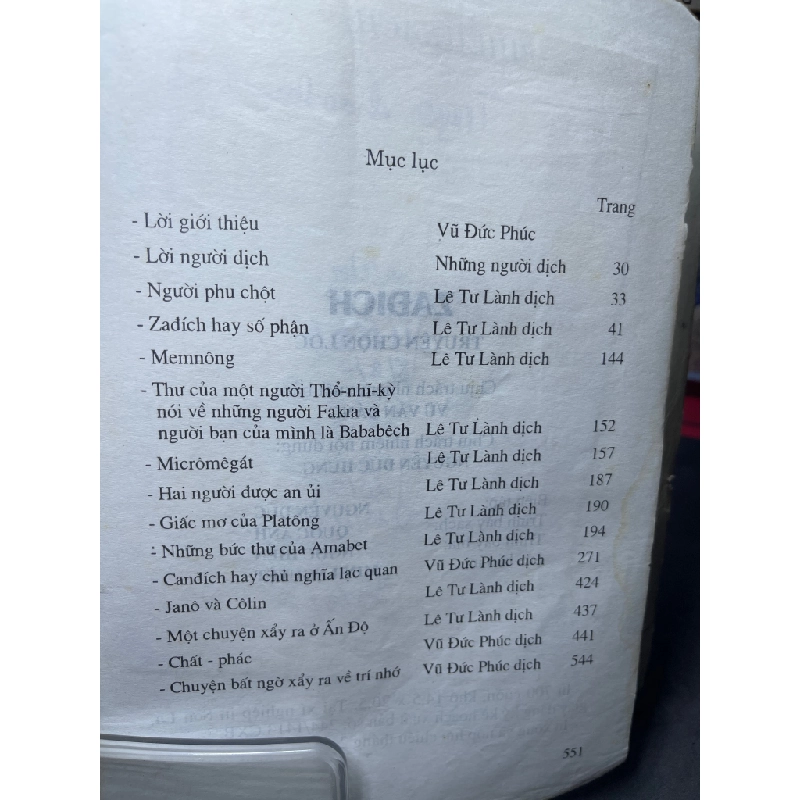 Mục lục
Trang
- Lời giới thiệu Vũ Đức Phúc
- Lời người dịch Những người dịch 30
- Người phu chột Lê Tư Lành dịch 33
- Zadích hay số phận Lê Tư Lành dịch 41
- Memnông Lê Tư Lành dịch 144
- Thư của một người Thổ-nhĩ-kỳ
nói về những người Fakia và
người bạn của mình là Bababêch Lê Tư Lành dịch 152
- Micrômêgát Lê Tư Lành dịch 157
- Hai người được an ủi Lê Tư Lành dịch 187
- Giấc mơ của Platông Lê Tư Lành dịch 190
- Những bức thư của Amabet Lê Tư Lành dịch 194
- Canđích hay chủ nghĩa lạc quan Vũ Đức Phúc dịch 271
- Janô và Côlin Lê Tư Lành dịch 424
- Một chuyện xẩy ra ở Ấn Độ Lê Tư Lành dịch 437
- Chất - phác Vũ Đức Phúc dịch 441
- Chuyện bất ngờ xẩy ra về trí nhớ Vũ Đức Phúc dịch 544
551